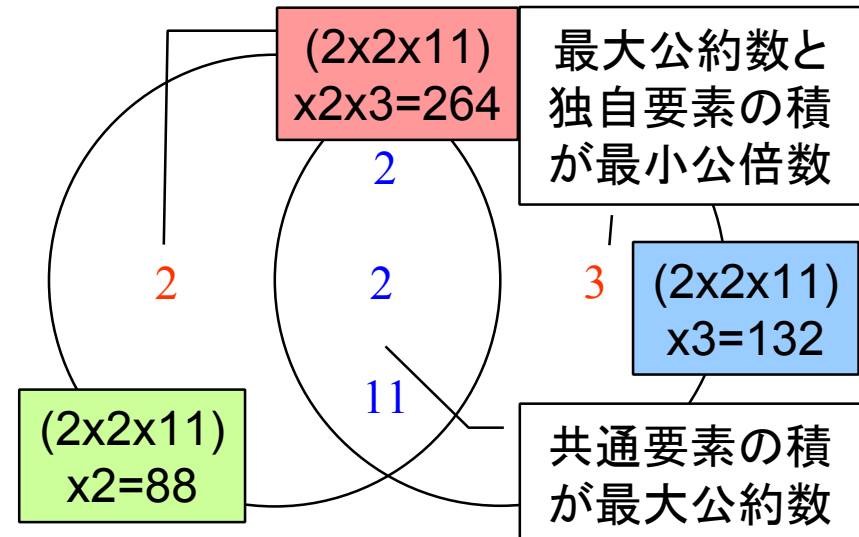 (2x2x11)
x2x3=264
最大公約数と
独自要素の積
が最小公倍数
2
2
2
3
(2x2x11)
x3=132
11
(2x2x11)
x2=88
共通要素の積
が最大公約数